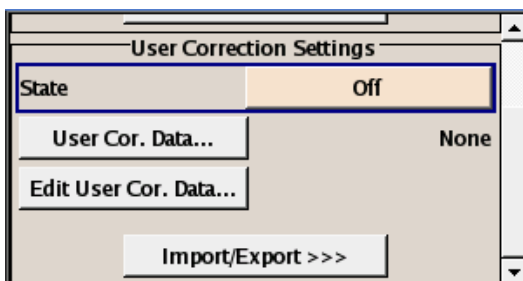 User Correction Settings
State Off
User Cor. Data... None
Edit User Cor. Data...
Import/Export >>>